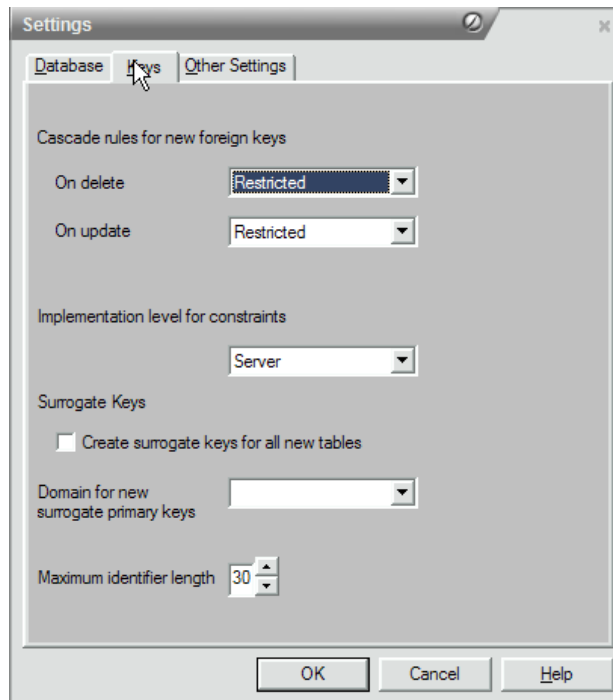 Settings
Database Keys Other Settings
Cascade rules for new foreign keys
On delete Restricted
On update Restricted
Implementation level for constraints
Server
Surrogate Keys
Create surrogate keys for all new tables
Domain for new
surrogate primary keys
Maximum identifier length 30
OK Cancel Help